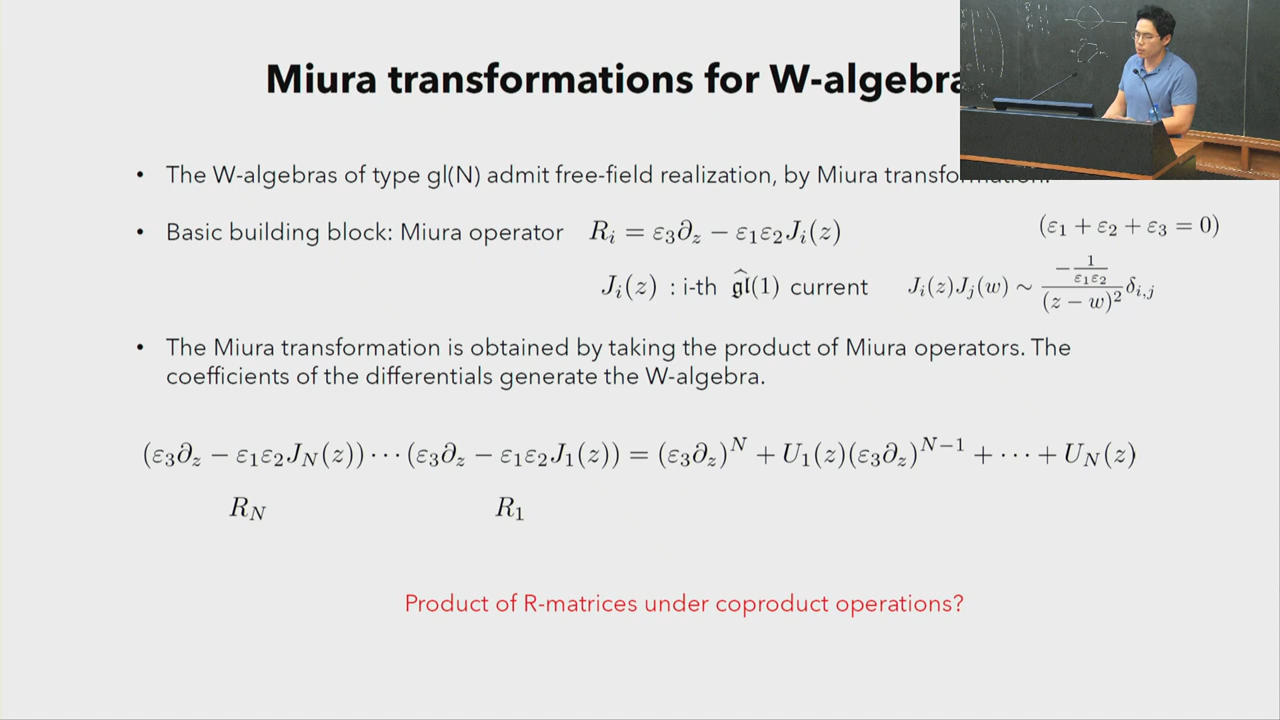 Miura transformations for W-algebra
• The W-algebras of type gl(N) admit free-field realization, by Miura transformation.
• Basic building block: Miura operator R_i = ε_3∂_z − ε_1ε_2J_i(z) (ε_1 + ε_2 + ε_3 = 0)
J_i(z) : i-th \widehat{𝔤𝔩}(1) current J_i(z)J_j(w) ∼ \frac{-\frac{1}{ε_1ε_2}}{(z − w)^2} δ_{i,j}
• The Miura transformation is obtained by taking the product of Miura operators. The
coefficients of the differentials generate the W-algebra.
(ε_3∂_z − ε_1ε_2J_N(z)) ⋯ (ε_3∂_z − ε_1ε_2J_1(z)) = (ε_3∂_z)^N + U_1(z)(ε_3∂_z)^{N−1} + ⋯ + U_N(z)
R_N R_1
Product of R-matrices under coproduct operations?